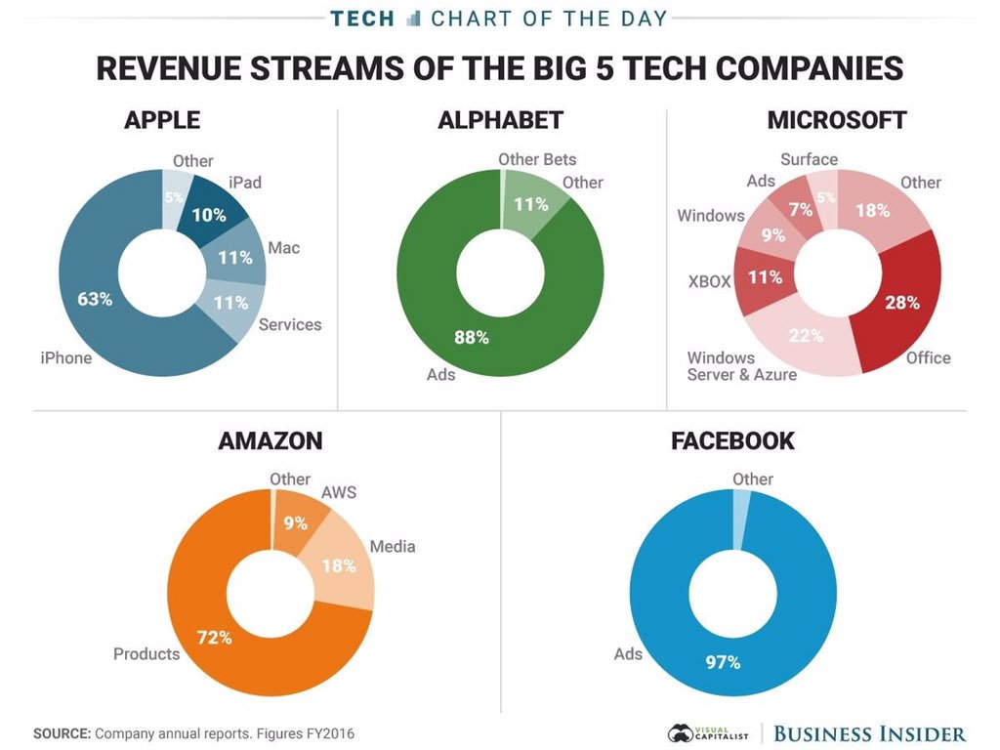 TECH CHART OF THE DAY
REVENUE STREAMS OF THE BIG 5 TECH COMPANIES
APPLE
Other
5%
iPad
10%
Mac
11%
Services
11%
63%
iPhone
ALPHABET
Other Bets
Other
11%
88%
Ads
MICROSOFT
Surface
5%
Ads
7%
Other
18%
Windows
9%
XBOX
11%
28%
Office
22%
Windows
Server & Azure
AMAZON
Other
AWS
9%
Media
18%
72%
Products
FACEBOOK
Other
Ads
97%
SOURCE: Company annual reports. Figures FY2016
VISUAL
CAPITALIST
BUSINESS INSIDER